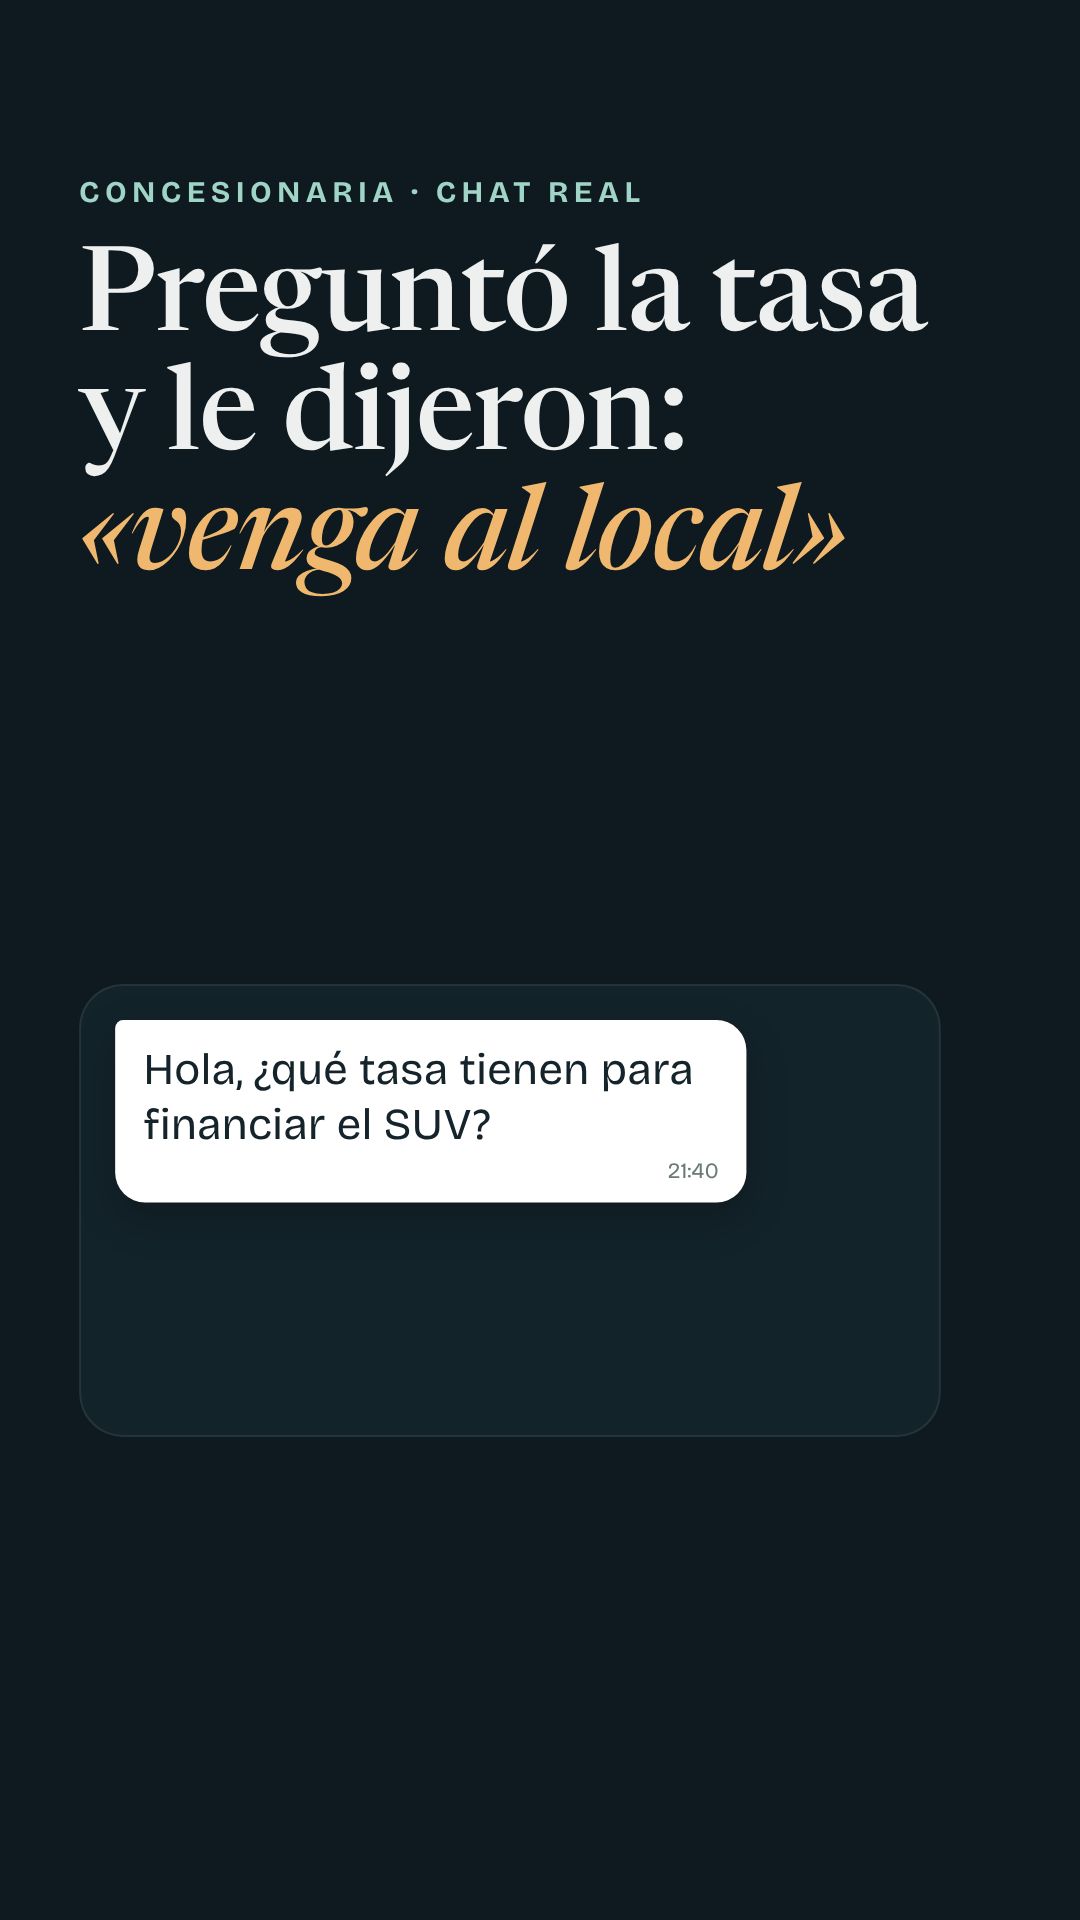 CONCESIONARIA · CHAT REAL
Preguntó la tasa
y le dijeron:
«venga al local»
Hola, ¿qué tasa tienen para
financiar el SUV?
21:40